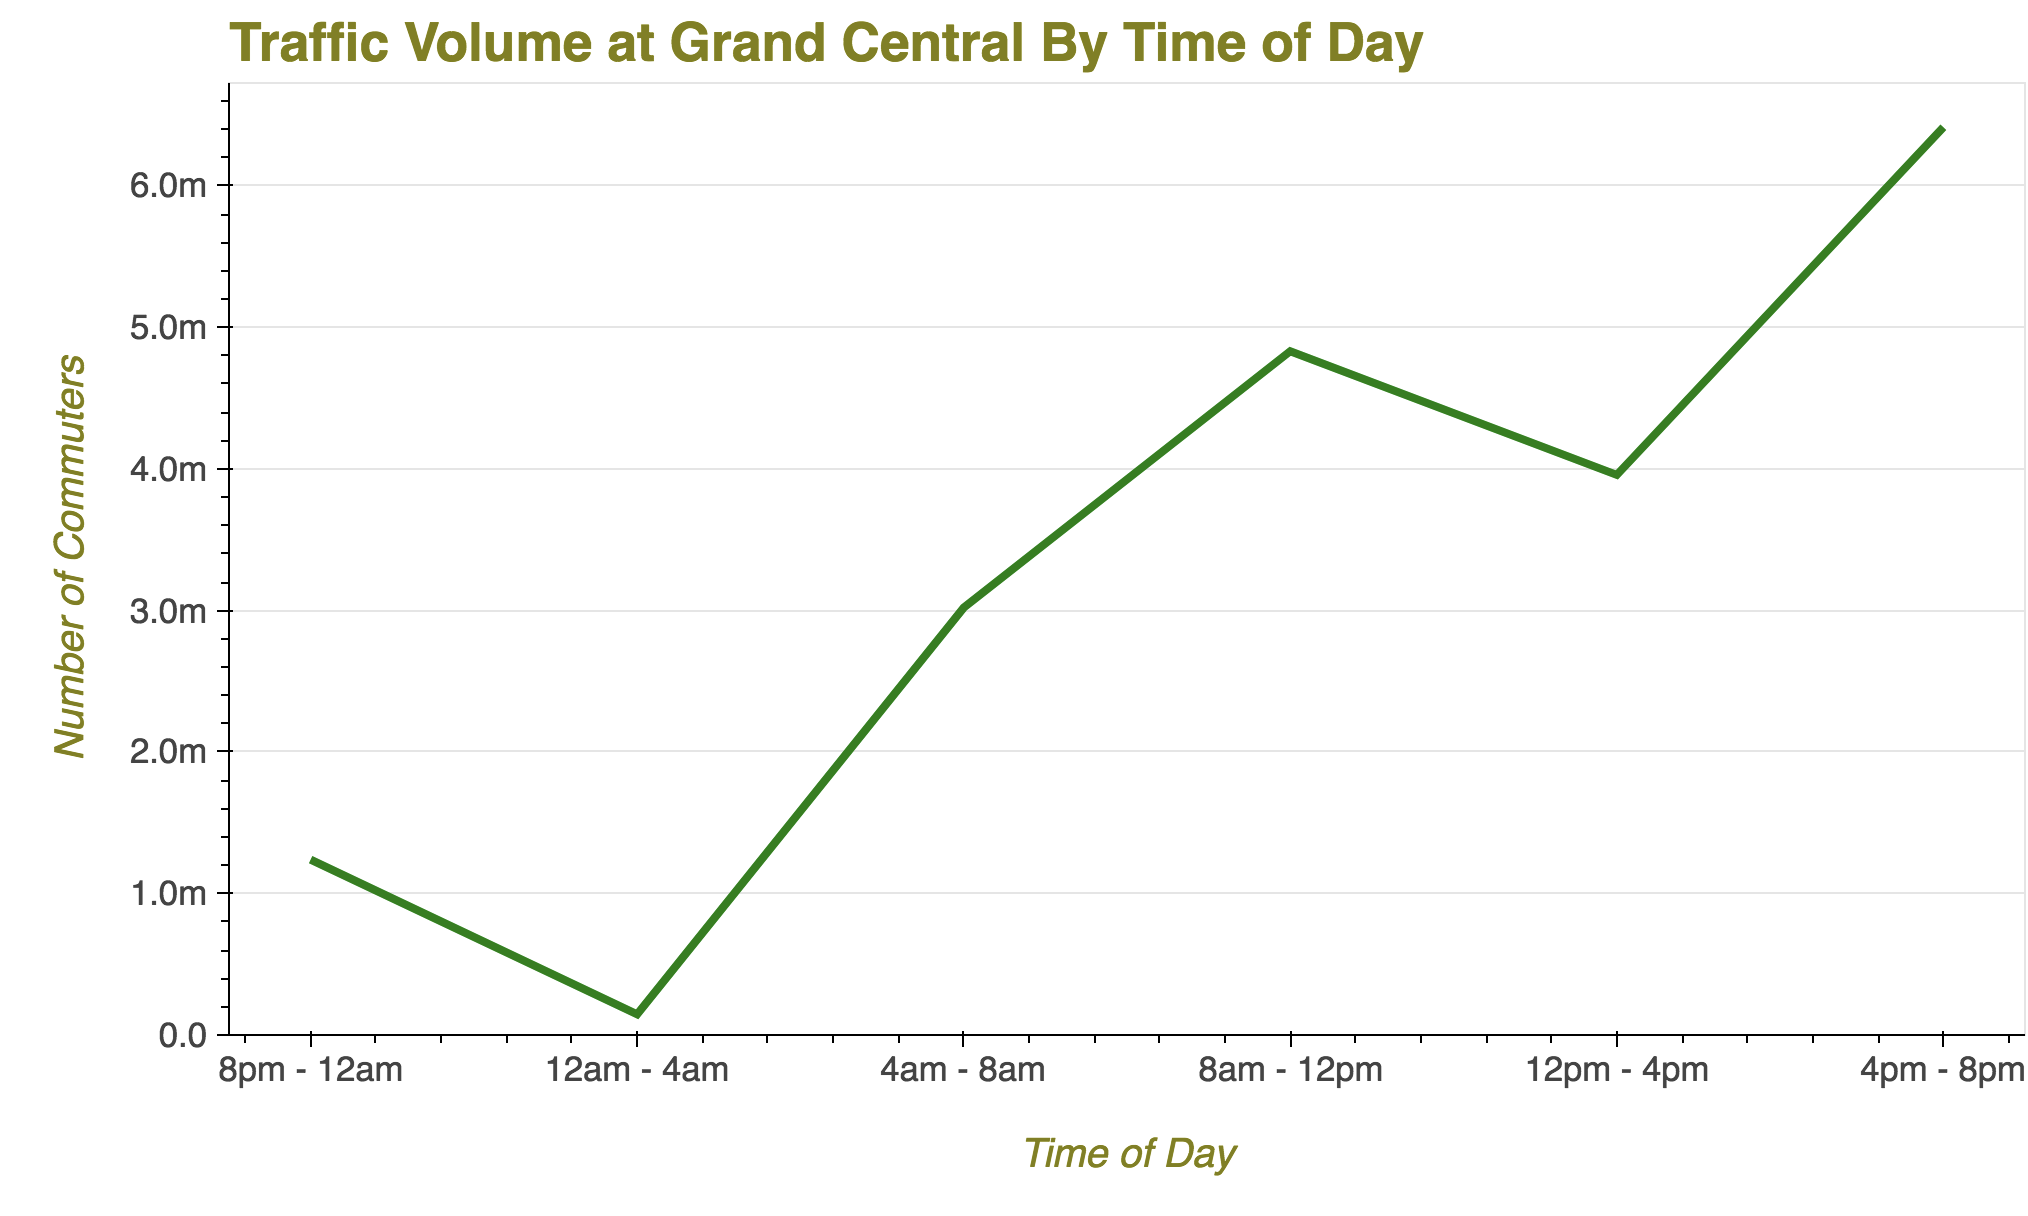 Traffic Volume at Grand Central By Time of Day
6.0m
5.0m
4.0m
3.0m
2.0m
1.0m
0.0
Number of Commuters
8pm - 12am
12am - 4am
4am - 8am
8am - 12pm
12pm - 4pm
4pm - 8pm
Time of Day